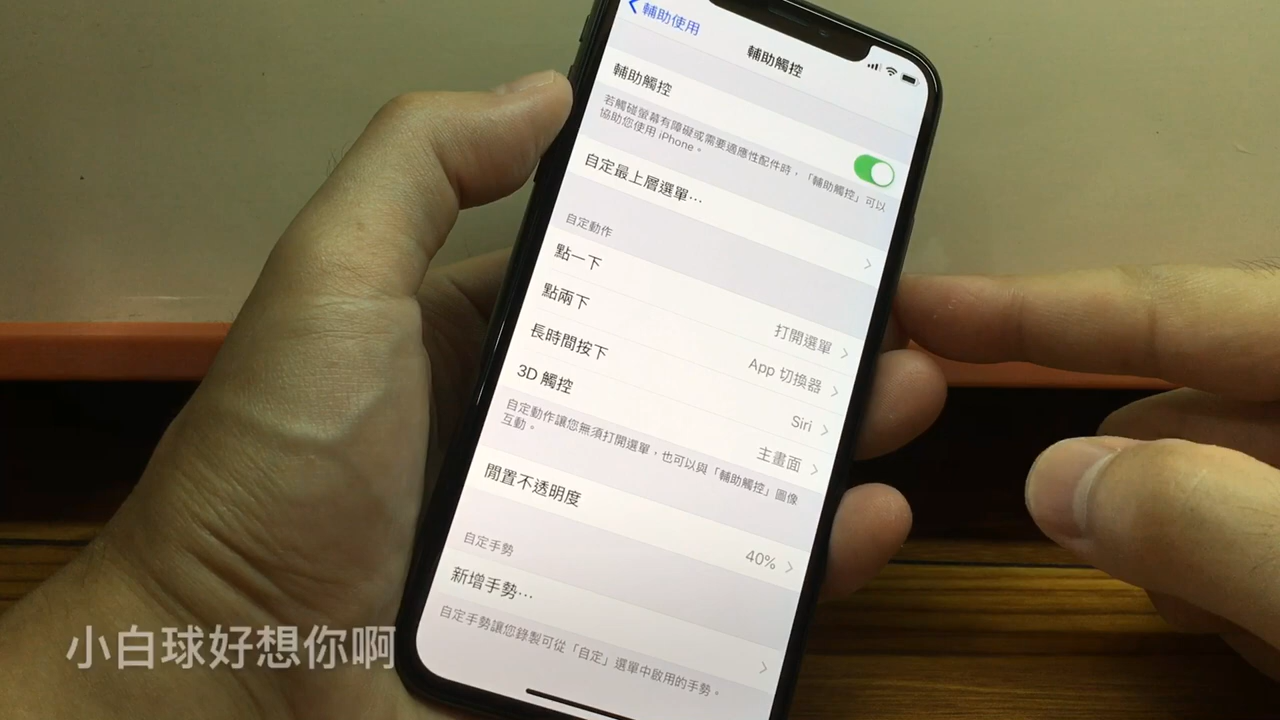 輔助使用
輔助觸控
輔助觸控
若觸碰螢幕有障礙或需要適應性配件時，「輔助觸控」可以
協助您使用 iPhone。
自定最上層選單…
自定動作
點一下 打開選單
點兩下 App 切換器
長時間按下 Siri
3D 觸控 主畫面
自定動作讓您無須打開選單，也可以與「輔助觸控」圖像
互動。
閒置不透明度 40%
自定手勢
新增手勢…
自定手勢讓您錄製可從「自定」選單中啟用的手勢。
小白球好想你啊